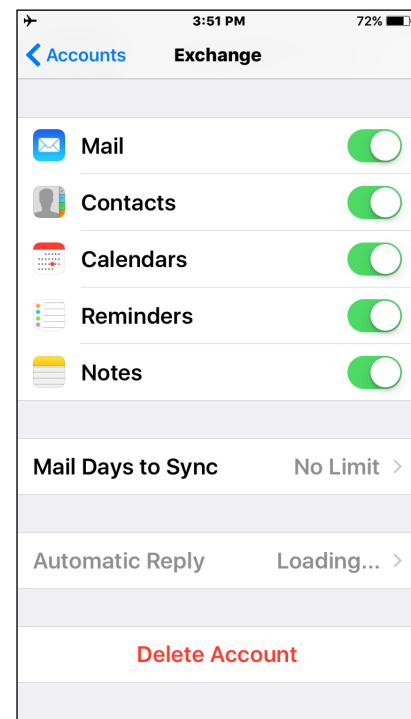 3:51 PM 72%
Accounts Exchange
Mail
Contacts
Calendars
Reminders
Notes
Mail Days to Sync No Limit
Automatic Reply Loading...
Delete Account